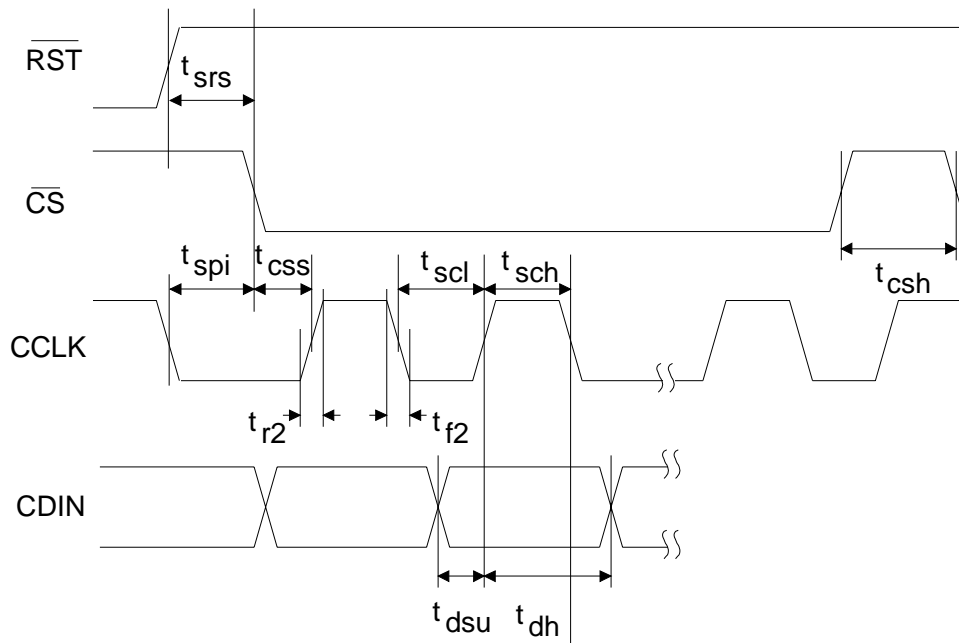 RST
t srs
CS
t spi
t css
t scl
t sch
t csh
CCLK
t r2
t f2
CDIN
t dsu
t dh